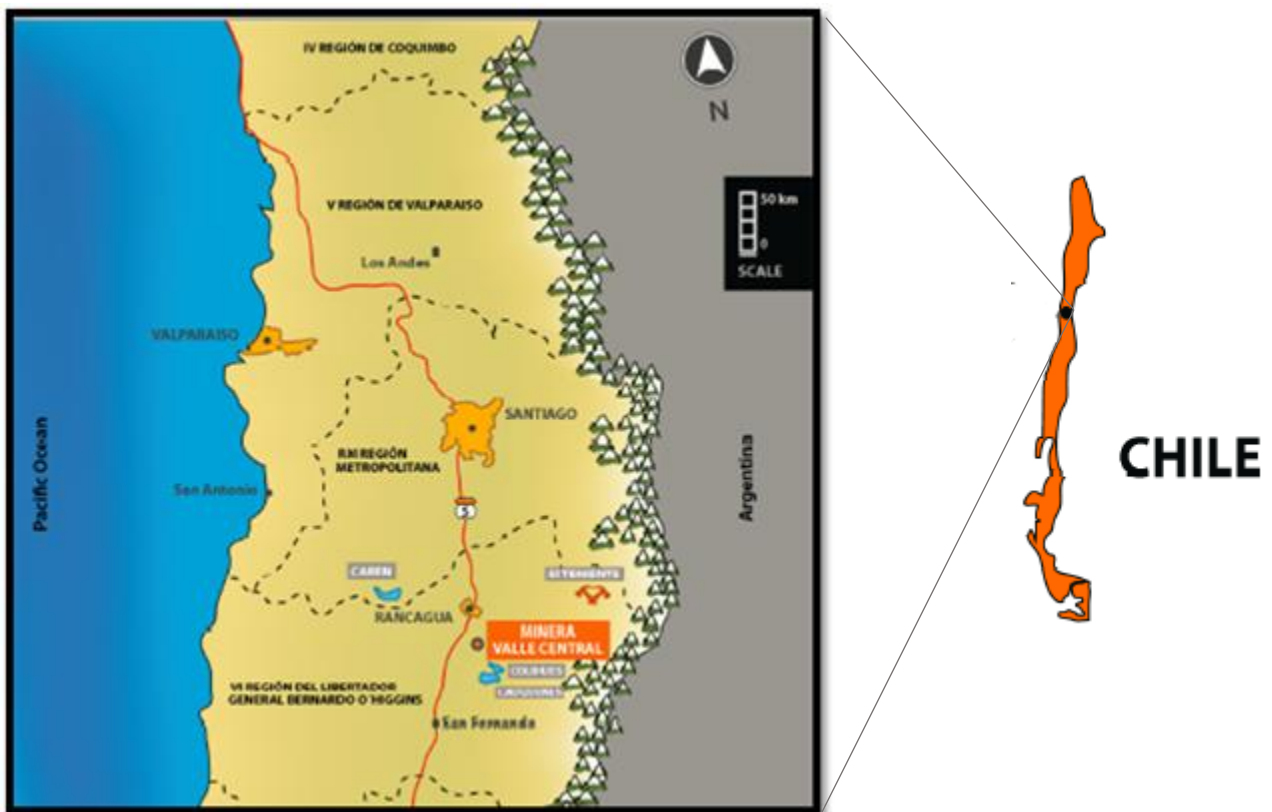 IV REGIÓN DE COQUIMBO
N
V REGIÓN DE VALPARAISO
50 km
0
SCALE
Los Andes
VALPARAISO
SANTIAGO
RM REGIÓN
METROPOLITANA
Pacific Ocean
Argentina
CHILE
San Antonio
5
CAREN
EL TENIENTE
RANCAGUA
MINERA
VALLE CENTRAL
COLIHUES
CAUQUENES
VI REGIÓN DEL LIBERTADOR
GENERAL BERNARDO O'HIGGINS
San Fernando